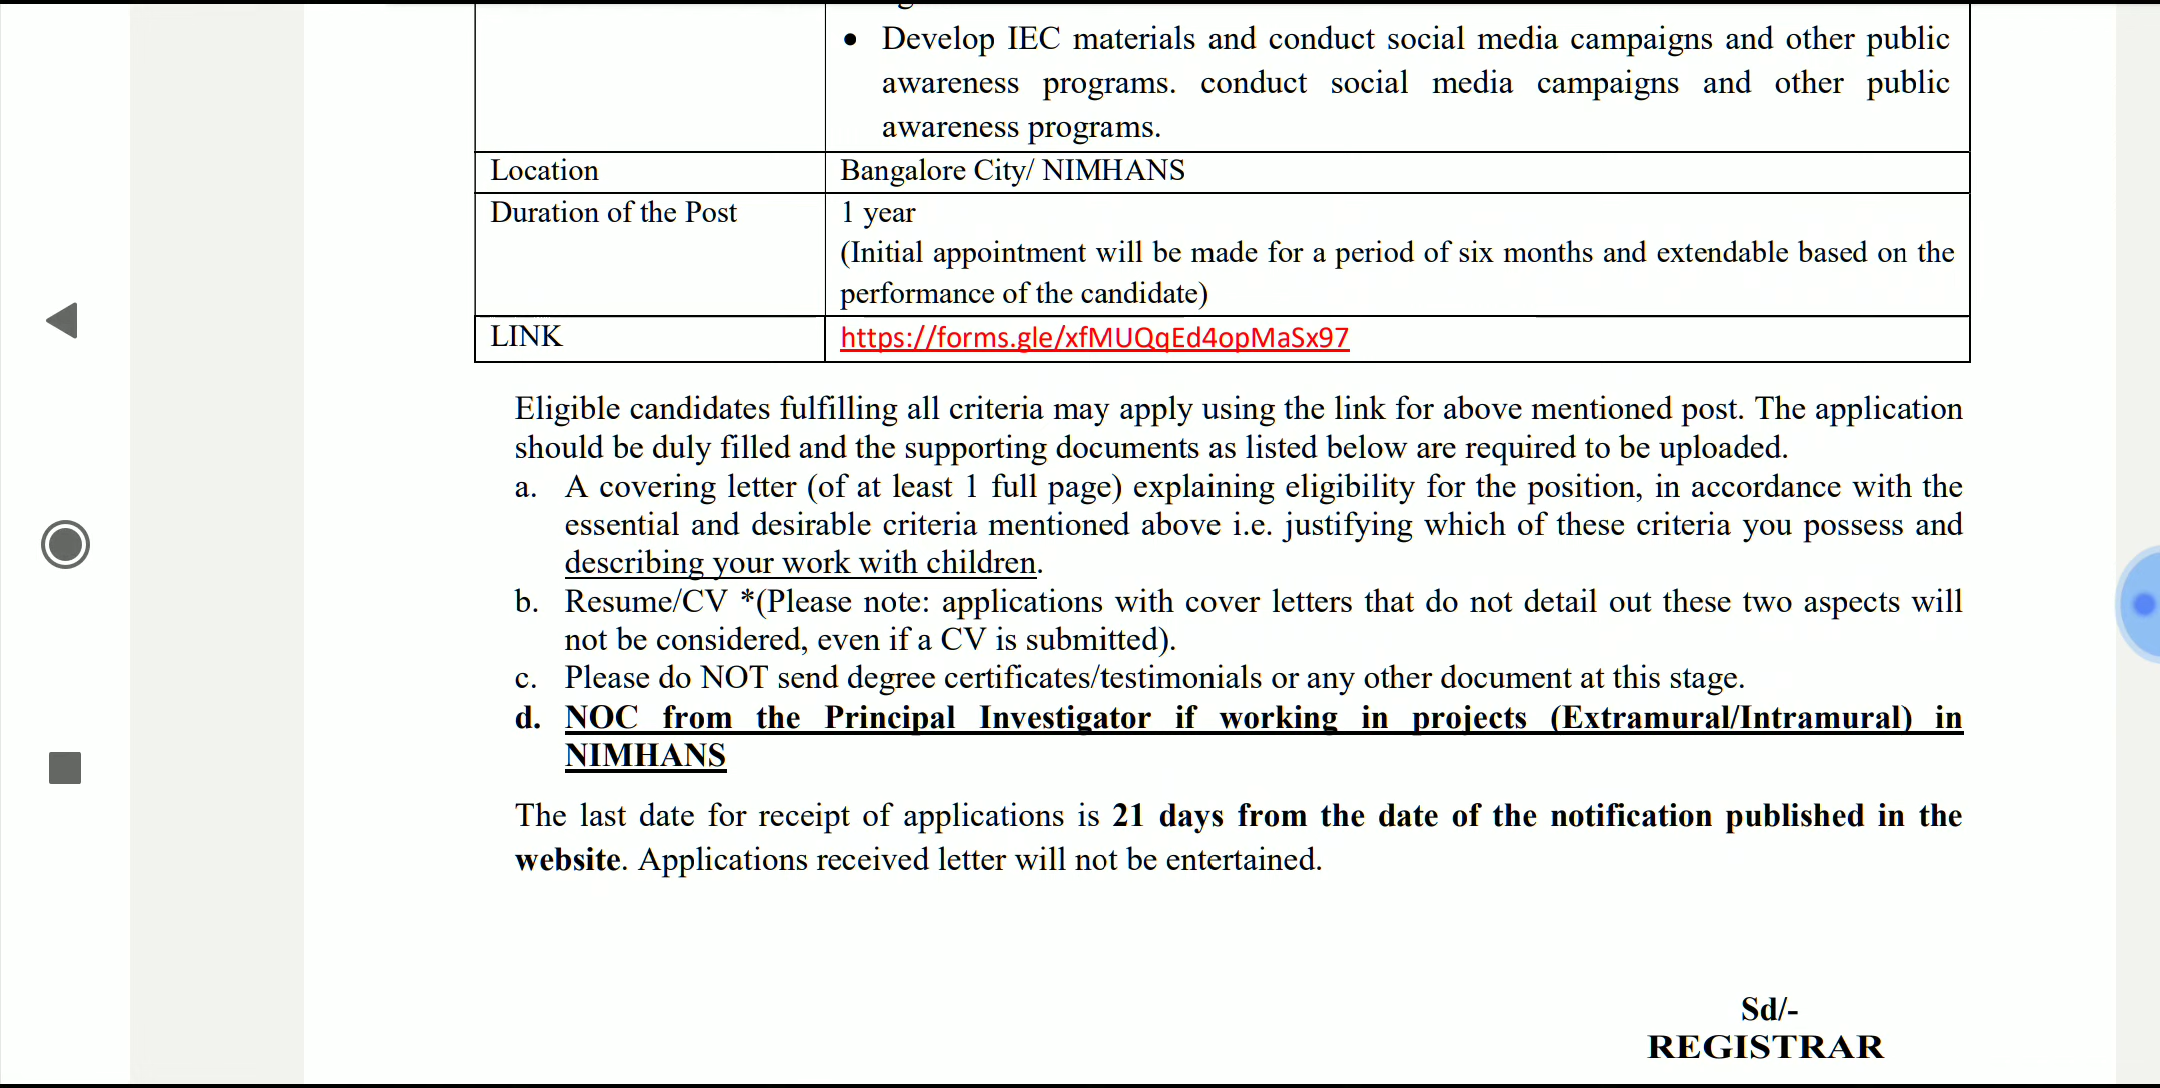 • Develop IEC materials and conduct social media campaigns and other public
awareness programs. conduct social media campaigns and other public
awareness programs.
Location Bangalore City/ NIMHANS
Duration of the Post 1 year
(Initial appointment will be made for a period of six months and extendable based on the
performance of the candidate)
LINK https://forms.gle/xfMUQqEd4opMaSx97
Eligible candidates fulfilling all criteria may apply using the link for above mentioned post. The application
should be duly filled and the supporting documents as listed below are required to be uploaded.
a. A covering letter (of at least 1 full page) explaining eligibility for the position, in accordance with the
essential and desirable criteria mentioned above i.e. justifying which of these criteria you possess and
describing your work with children.
b. Resume/CV *(Please note: applications with cover letters that do not detail out these two aspects will
not be considered, even if a CV is submitted).
c. Please do NOT send degree certificates/testimonials or any other document at this stage.
d. NOC from the Principal Investigator if working in projects (Extramural/Intramural) in
NIMHANS
The last date for receipt of applications is 21 days from the date of the notification published in the
website. Applications received letter will not be entertained.
Sd/-
REGISTRAR